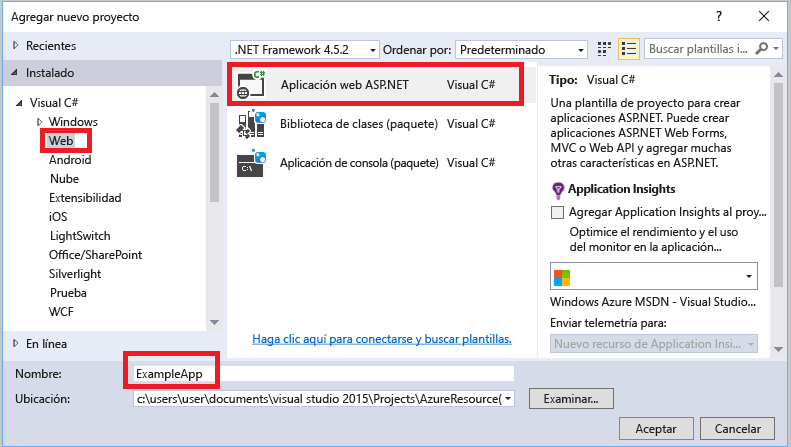 Agregar nuevo proyecto
? X
Recientes
.NET Framework 4.5.2
Ordenar por:
Predeterminado
Buscar plantillas i...
Instalado
Visual C#
Windows
Web
Android
Nube
Extensibilidad
iOS
LightSwitch
Office/SharePoint
Silverlight
Prueba
WCF
En línea
C#
Aplicación web ASP.NET Visual C#
Biblioteca de clases (paquete) Visual C#
C:\
Aplicación de consola (paquete) Visual C#
Haga clic aquí para conectarse y buscar plantillas.
Tipo: Visual C#
Una plantilla de proyecto para crear
aplicaciones ASP.NET. Puede crear
aplicaciones ASP.NET Web Forms,
MVC o Web API y agregar muchas
otras características en ASP.NET.
Application Insights
Agregar Application Insights al proy...
Optimice el rendimiento y el uso
del monitor en la aplicación...
Windows Azure MSDN - Visual Studio...
Enviar telemetría para:
Nuevo recurso de Application Insi...
Nombre: ExampleApp
Ubicación: c:\users\user\documents\visual studio 2015\Projects\AzureResource(
Examinar...
Aceptar
Cancelar